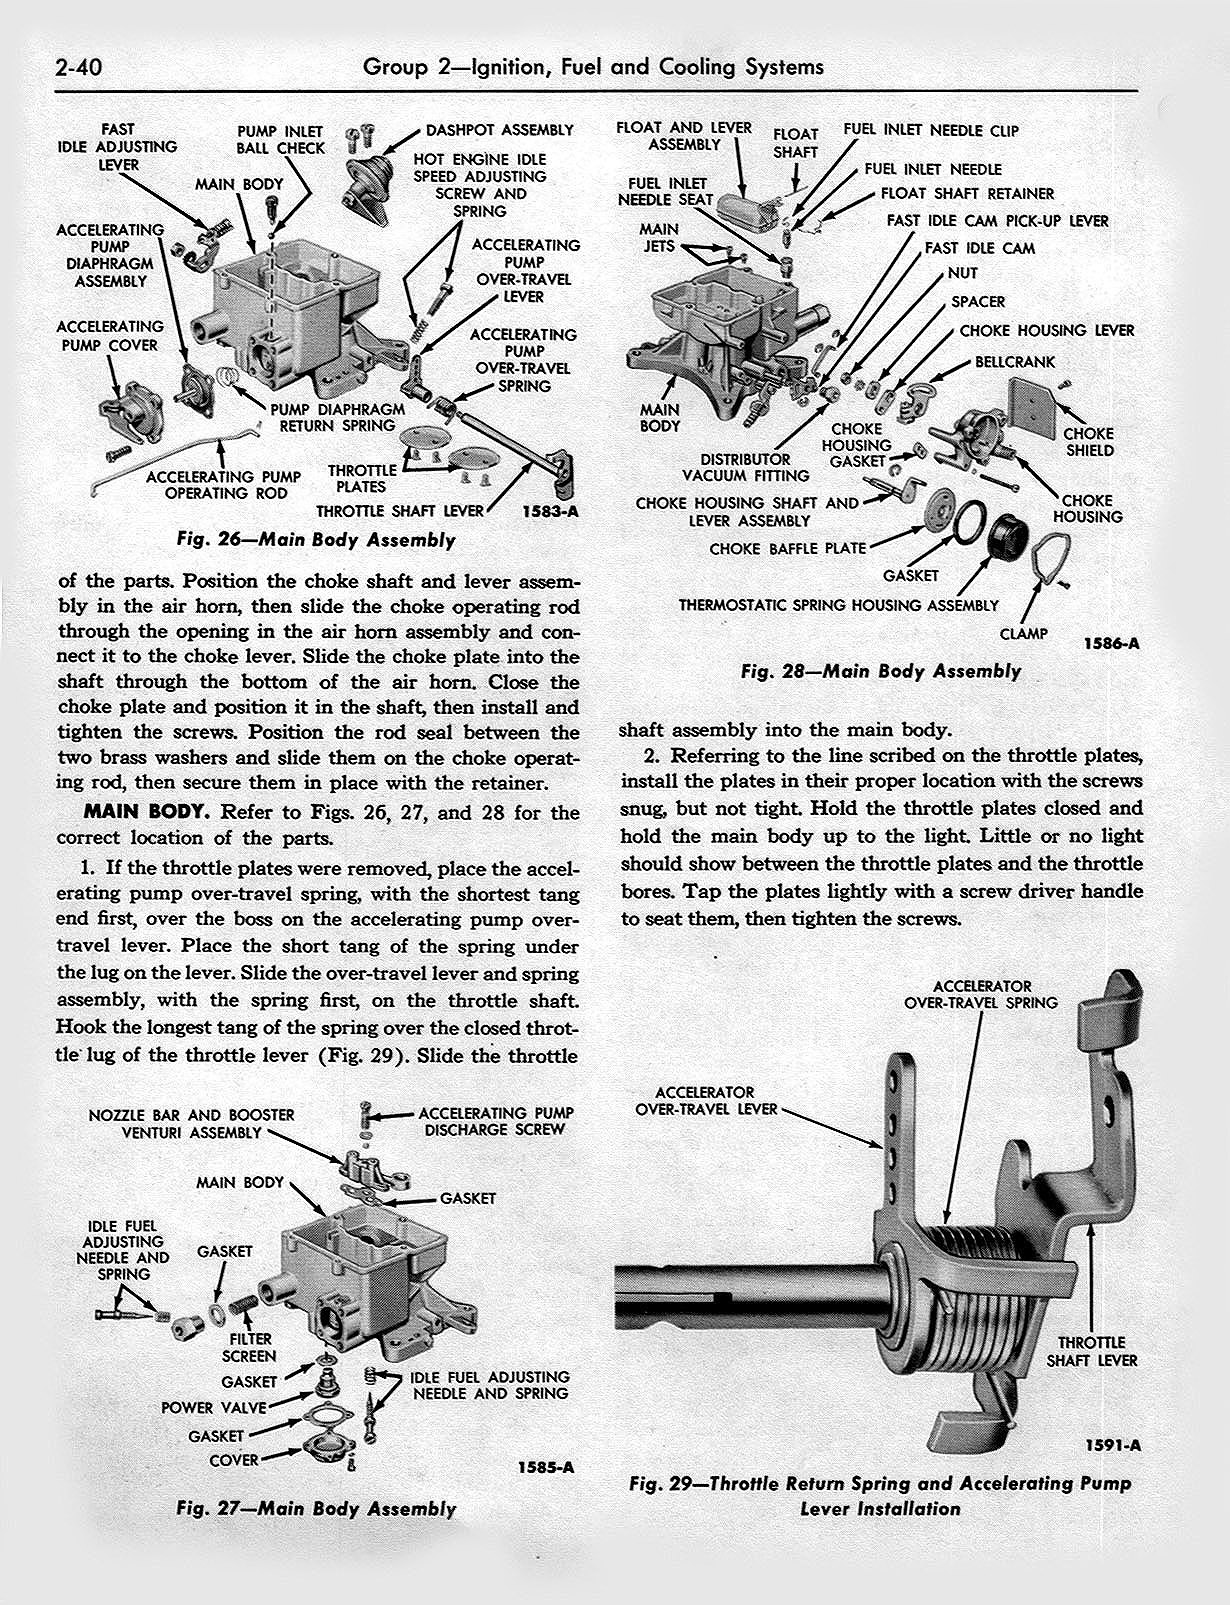 2-40
Group 2—Ignition, Fuel and Cooling Systems
FAST
IDLE ADJUSTING
LEVER
PUMP INLET
BALL CHECK
DASHPOT ASSEMBLY
MAIN BODY
HOT ENGINE IDLE
SPEED ADJUSTING
SCREW AND
SPRING
ACCELERATING
PUMP
DIAPHRAGM
ASSEMBLY
ACCELERATING
PUMP
OVER-TRAVEL
LEVER
ACCELERATING
PUMP COVER
ACCELERATING
PUMP
OVER-TRAVEL
SPRING
PUMP DIAPHRAGM
RETURN SPRING
ACCELERATING PUMP
OPERATING ROD
THROTTLE
PLATES
THROTTLE SHAFT LEVER
1583-A
Fig. 26—Main Body Assembly
of the parts. Position the choke shaft and lever assem-
bly in the air horn, then slide the choke operating rod
through the opening in the air horn assembly and con-
nect it to the choke lever. Slide the choke plate into the
shaft through the bottom of the air horn. Close the
choke plate and position it in the shaft, then install and
tighten the screws. Position the rod seal between the
two brass washers and slide them on the choke operat-
ing rod, then secure them in place with the retainer.
MAIN BODY. Refer to Figs. 26, 27, and 28 for the
correct location of the parts.
1. If the throttle plates were removed, place the accel-
erating pump over-travel spring, with the shortest tang
end first, over the boss on the accelerating pump over-
travel lever. Place the short tang of the spring under
the lug on the lever. Slide the over-travel lever and spring
assembly, with the spring first, on the throttle shaft.
Hook the longest tang of the spring over the closed throt-
tle lug of the throttle lever (Fig. 29). Slide the throttle
NOZZLE BAR AND BOOSTER
VENTURI ASSEMBLY
ACCELERATING PUMP
DISCHARGE SCREW
MAIN BODY
GASKET
IDLE FUEL
ADJUSTING
NEEDLE AND
SPRING
GASKET
FILTER
SCREEN
GASKET
POWER VALVE
GASKET
COVER
IDLE FUEL ADJUSTING
NEEDLE AND SPRING
1585-A
Fig. 27—Main Body Assembly
FLOAT AND LEVER
ASSEMBLY
FLOAT
SHAFT
FUEL INLET NEEDLE CLIP
FUEL INLET NEEDLE
FUEL INLET
NEEDLE SEAT
FLOAT SHAFT RETAINER
FAST IDLE CAM PICK-UP LEVER
MAIN
JETS
FAST IDLE CAM
NUT
SPACER
CHOKE HOUSING LEVER
BELLCRANK
MAIN
BODY
CHOKE
HOUSING
GASKET
CHOKE
SHIELD
DISTRIBUTOR
VACUUM FITTING
CHOKE HOUSING SHAFT AND
LEVER ASSEMBLY
CHOKE
HOUSING
CHOKE BAFFLE PLATE
GASKET
THERMOSTATIC SPRING HOUSING ASSEMBLY
CLAMP
1586-A
Fig. 28—Main Body Assembly
shaft assembly into the main body.
2. Referring to the line scribed on the throttle plates,
install the plates in their proper location with the screws
snug, but not tight. Hold the throttle plates closed and
hold the main body up to the light. Little or no light
should show between the throttle plates and the throttle
bores. Tap the plates lightly with a screw driver handle
to seat them, then tighten the screws.
ACCELERATOR
OVER-TRAVEL SPRING
ACCELERATOR
OVER-TRAVEL LEVER
THROTTLE
SHAFT LEVER
1591-A
Fig. 29—Throttle Return Spring and Accelerating Pump
Lever Installation